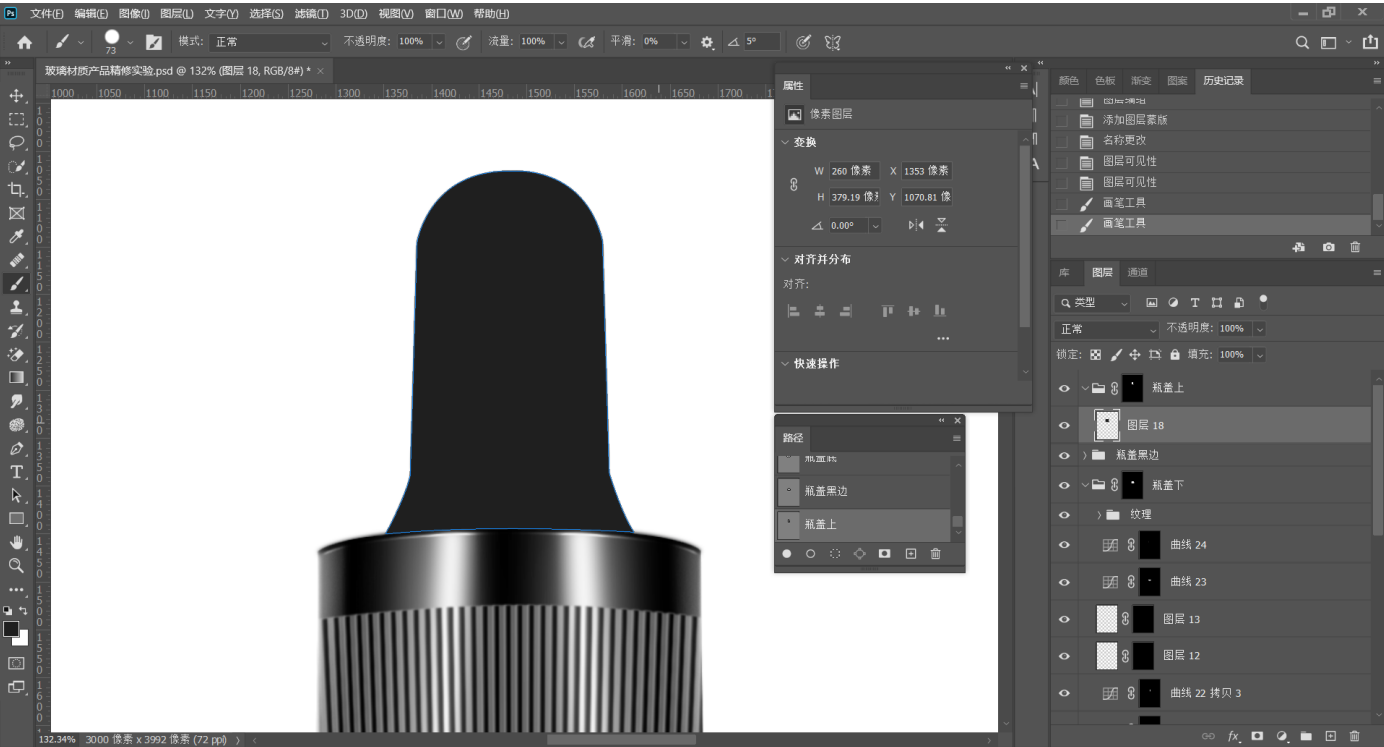 Ps 文件(F) 编辑(E) 图像(I) 图层(L) 文字(Y) 选择(S) 滤镜(T) 3D(D) 视图(V) 窗口(W) 帮助(H)
73 模式: 正常 不透明度: 100% 流量: 100% 平滑: 0% 5°
玻璃材质产品精修实验.psd @ 132% (图层 18, RGB/8#) * ×
1000 1050 1100 1150 1200 1250 1300 1350 1400 1450 1500 1550 1600 1650 1700
属性
像素图层
变换
W 260 像素 X 1353 像素
H 379.19 像 Y 1070.81 像
0.00°
对齐并分布
对齐:
快速操作
路径
瓶盖底
瓶盖黑边
瓶盖上
颜色 色板 渐变 图案 历史记录
图层编组
添加图层蒙版
名称更改
图层可见性
图层可见性
画笔工具
画笔工具
库 图层 通道
类型
正常 不透明度: 100%
锁定: 填充: 100%
瓶盖上
图层 18
瓶盖黑边
瓶盖下
纹理
曲线 24
曲线 23
图层 13
图层 12
曲线 22 拷贝 3
fx
132.34% 3000 像素 x 3992 像素 (72 ppi)